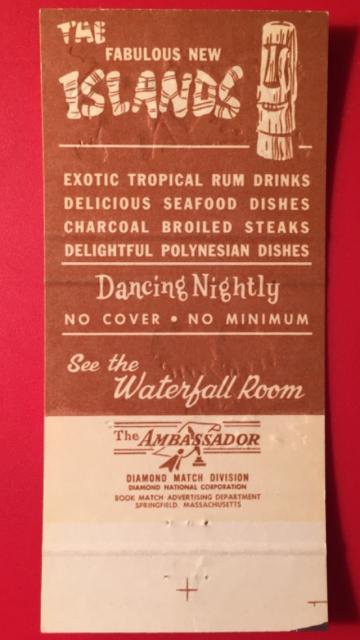 THE
FABULOUS NEW
ISLANDS
EXOTIC TROPICAL RUM DRINKS
DELICIOUS SEAFOOD DISHES
CHARCOAL BROILED STEAKS
DELIGHTFUL POLYNESIAN DISHES
Dancing Nightly
NO COVER • NO MINIMUM
See the
Waterfall Room
The AMBASSADOR
DIAMOND MATCH DIVISION
DIAMOND NATIONAL CORPORATION
BOOK MATCH ADVERTISING DEPARTMENT
SPRINGFIELD, MASSACHUSETTS